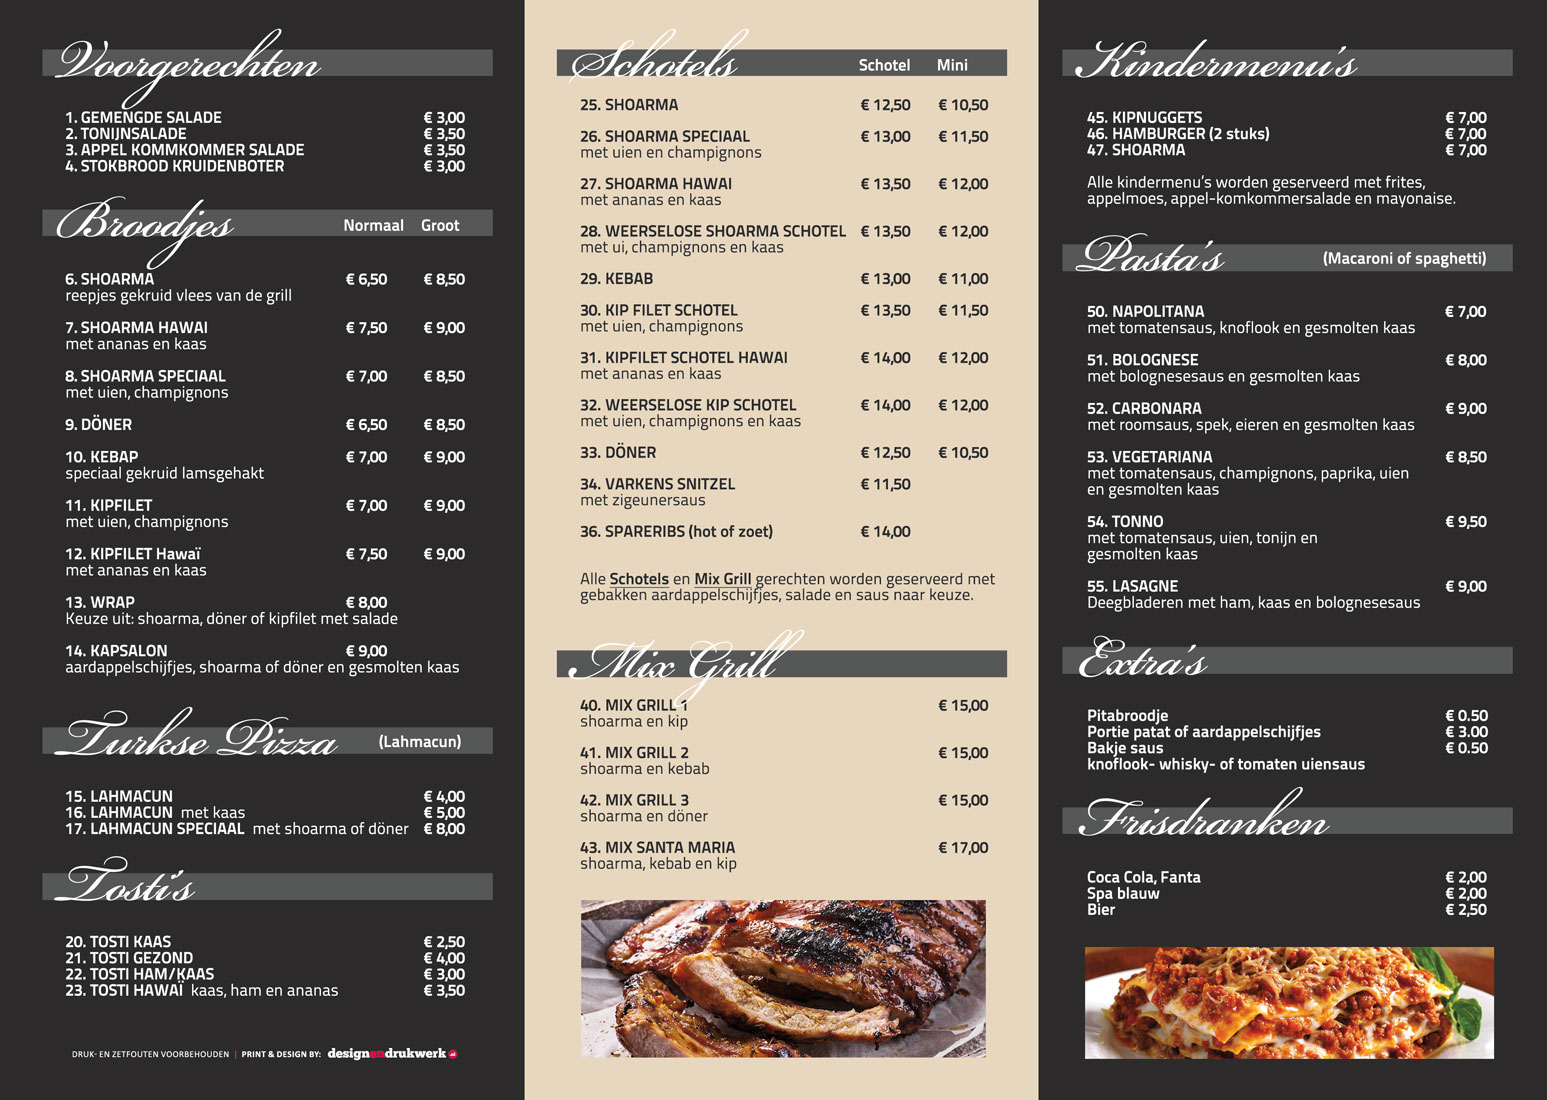 Voorgerechten
1. GEMENGDE SALADE € 3,00
2. TONIJNSALADE € 3,50
3. APPEL KOMMKOMMER SALADE € 3,50
4. STOKBROOD KRUIDENBOTER € 3,00
Broodjes Normaal Groot
6. SHOARMA € 6,50 € 8,50
reepjes gekruid vlees van de grill
7. SHOARMA HAWAI € 7,50 € 9,00
met ananas en kaas
8. SHOARMA SPECIAAL € 7,00 € 8,50
met uien, champignons
9. DÖNER € 6,50 € 8,50
10. KEBAP € 7,00 € 9,00
speciaal gekruid lamsgehakt
11. KIPFILET € 7,00 € 9,00
met uien, champignons
12. KIPFILET Hawaï € 7,50 € 9,00
met ananas en kaas
13. WRAP € 8,00
Keuze uit: shoarma, döner of kipfilet met salade
14. KAPSALON € 9,00
aardappelschijfjes, shoarma of döner en gesmolten kaas
Turkse Pizza (Lahmacun)
15. LAHMACUN € 4,00
16. LAHMACUN met kaas € 5,00
17. LAHMACUN SPECIAAL met shoarma of döner € 8,00
Tosti's
20. TOSTI KAAS € 2,50
21. TOSTI GEZOND € 4,00
22. TOSTI HAM/KAAS € 3,00
23. TOSTI HAWAÏ kaas, ham en ananas € 3,50
DRUK- EN ZETFOUTEN VOORBEHOUDEN | PRINT & DESIGN BY: designendrukwerk .nl
Schotels Schotel Mini
25. SHOARMA € 12,50 € 10,50
26. SHOARMA SPECIAAL € 13,00 € 11,50
met uien en champignons
27. SHOARMA HAWAI € 13,50 € 12,00
met ananas en kaas
28. WEERSELOSE SHOARMA SCHOTEL € 13,50 € 12,00
met ui, champignons en kaas
29. KEBAB € 13,00 € 11,00
30. KIP FILET SCHOTEL € 13,50 € 11,50
met uien, champignons
31. KIPFILET SCHOTEL HAWAI € 14,00 € 12,00
met ananas en kaas
32. WEERSELOSE KIP SCHOTEL € 14,00 € 12,00
met uien, champignons en kaas
33. DÖNER € 12,50 € 10,50
34. VARKENS SNITZEL € 11,50
met zigeunersaus
36. SPARERIBS (hot of zoet) € 14,00
Alle Schotels en Mix Grill gerechten worden geserveerd met
gebakken aardappelschijfjes, salade en saus naar keuze.
Mix Grill
40. MIX GRILL 1 € 15,00
shoarma en kip
41. MIX GRILL 2 € 15,00
shoarma en kebab
42. MIX GRILL 3 € 15,00
shoarma en döner
43. MIX SANTA MARIA € 17,00
shoarma, kebab en kip
Kindermenu's
45. KIPNUGGETS € 7,00
46. HAMBURGER (2 stuks) € 7,00
47. SHOARMA € 7,00
Alle kindermenu's worden geserveerd met frites,
appelmoes, appel-komkommersalade en mayonaise.
Pasta's (Macaroni of spaghetti)
50. NAPOLITANA € 7,00
met tomatensaus, knoflook en gesmolten kaas
51. BOLOGNESE € 8,00
met bolognesesaus en gesmolten kaas
52. CARBONARA € 9,00
met roomsaus, spek, eieren en gesmolten kaas
53. VEGETARIANA € 8,50
met tomatensaus, champignons, paprika, uien
en gesmolten kaas
54. TONNO € 9,50
met tomatensaus, uien, tonijn en
gesmolten kaas
55. LASAGNE € 9,00
Deegbladeren met ham, kaas en bolognesesaus
Extra's
Pitabroodje € 0.50
Portie patat of aardappelschijfjes € 3.00
Bakje saus € 0.50
knoflook- whisky- of tomaten uiensaus
Frisdranken
Coca Cola, Fanta € 2,00
Spa blauw € 2,00
Bier € 2,50